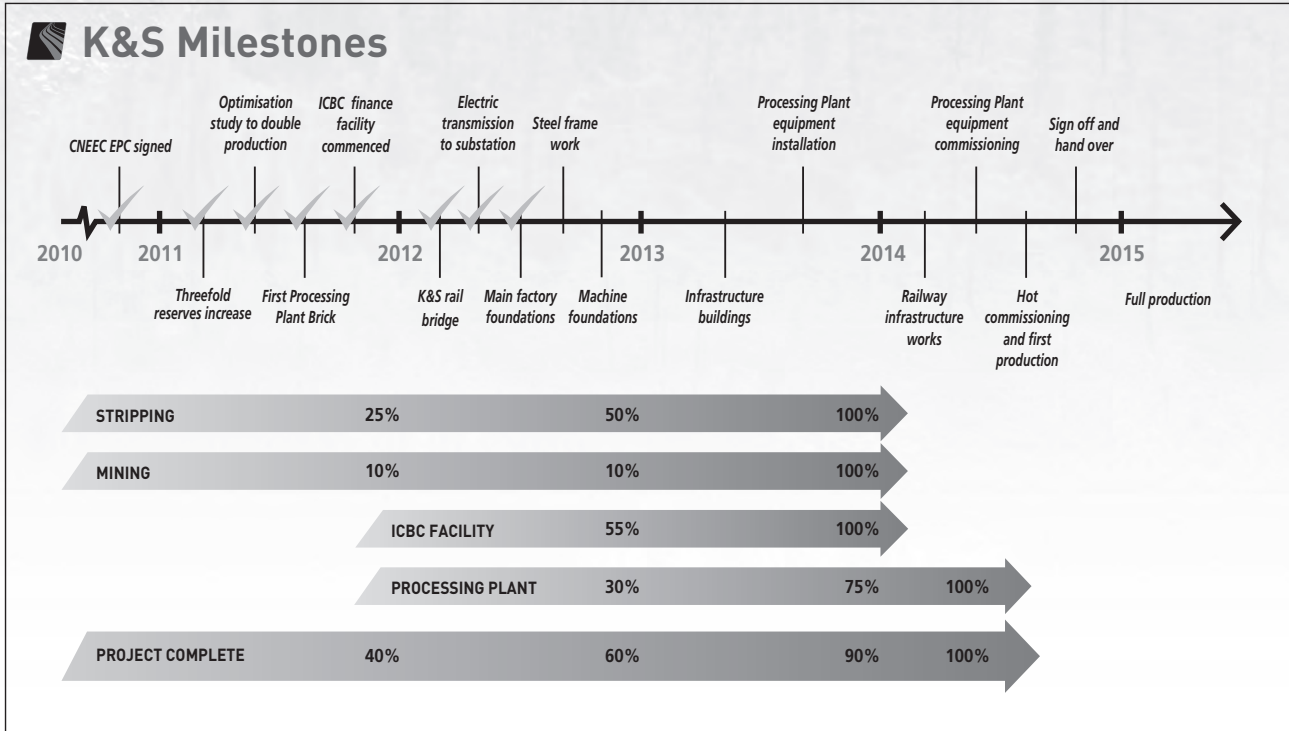 K&S Milestones
CNEEC EPC signed
Optimisation
study to double
production
ICBC finance
facility
commenced
Electric
transmission
to substation
Steel frame
work
Processing Plant
equipment
installation
Processing Plant
equipment
commissioning
Sign off and
hand over
2010
2011
2012
2013
2014
2015
Threefold
reserves increase
First Processing
Plant Brick
K&S rail
bridge
Main factory
foundations
Machine
foundations
Infrastructure
buildings
Railway
infrastructure
works
Hot
commissioning
and first
production
Full production
STRIPPING 25% 50% 100%
MINING 10% 10% 100%
ICBC FACILITY 55% 100%
PROCESSING PLANT 30% 75% 100%
PROJECT COMPLETE 40% 60% 90% 100%